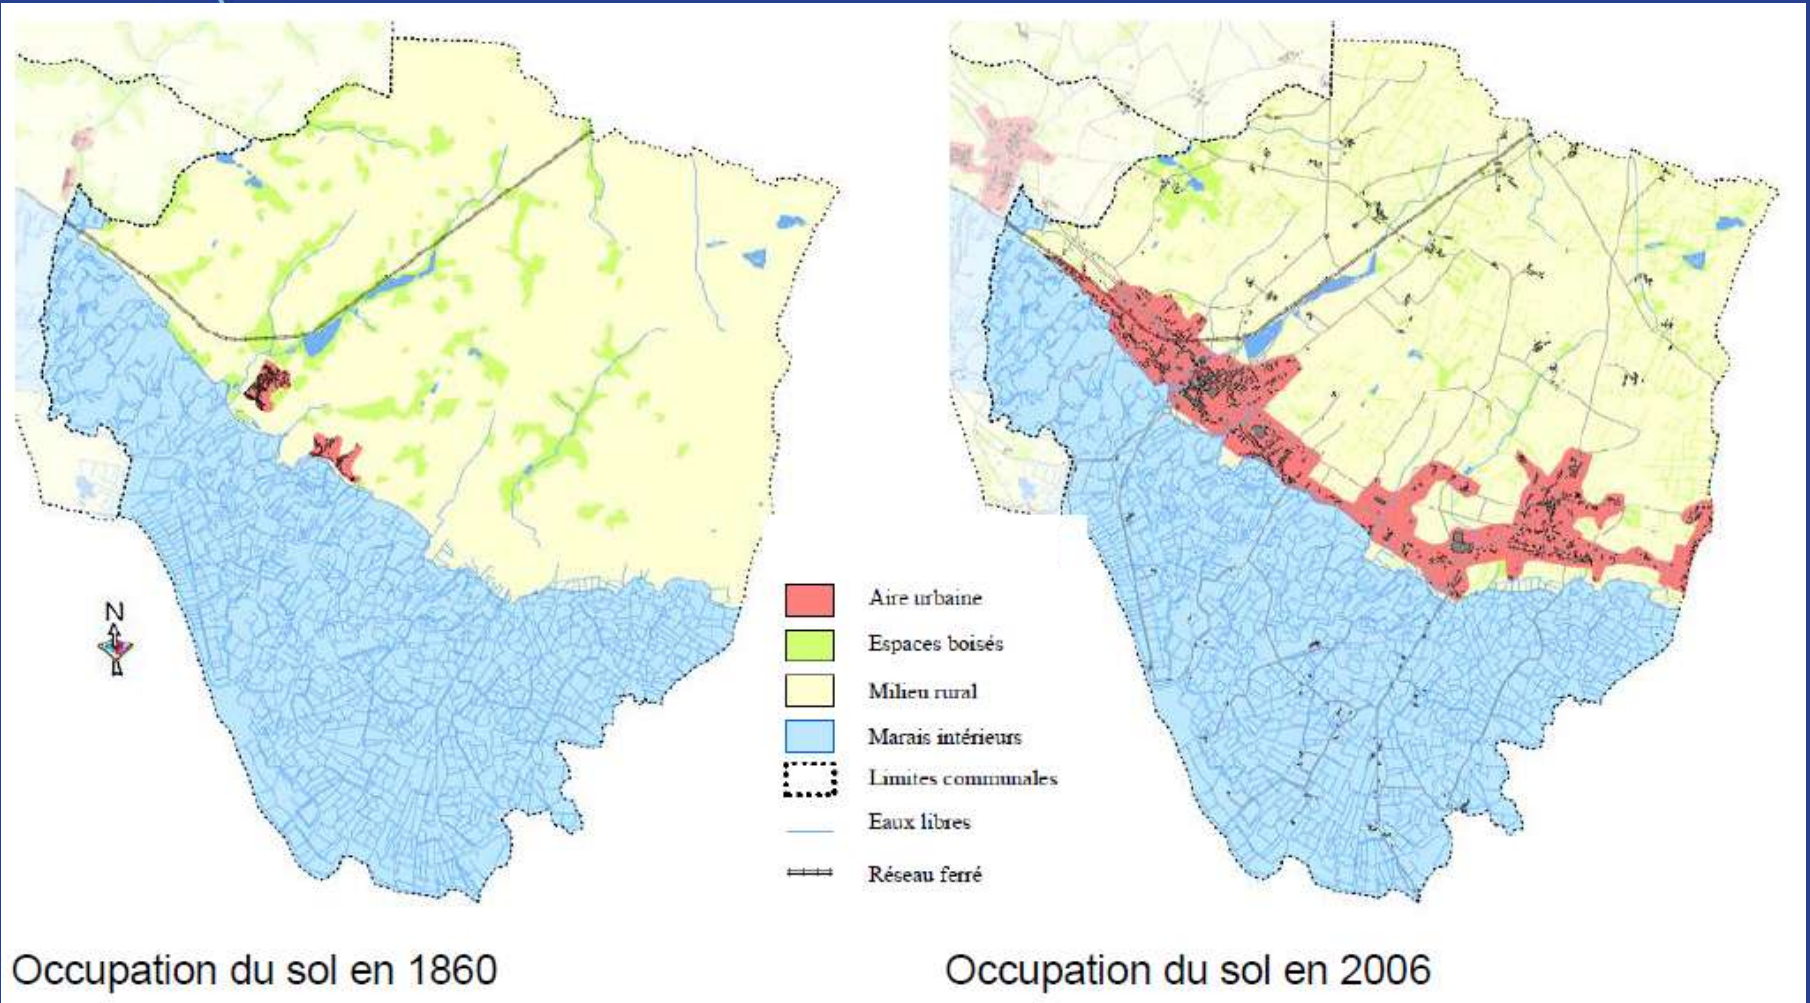 N
Aire urbaine
Espaces boisés
Milieu rural
Marais intérieurs
Limites communales
Eaux libres
Réseau ferré
Occupation du sol en 1860
Occupation du sol en 2006